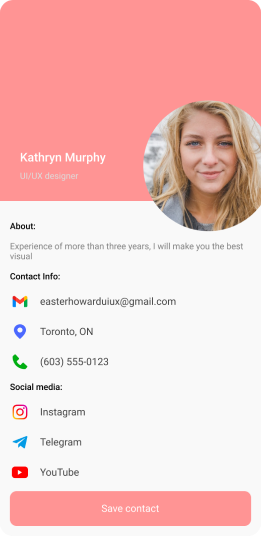 Kathryn Murphy
UI/UX designer
About:
Experience of more than three years, I will make you the best
visual
Contact Info:
easterhowarduiux@gmail.com
Toronto, ON
(603) 555-0123
Social media:
Instagram
Telegram
YouTube
Save contact